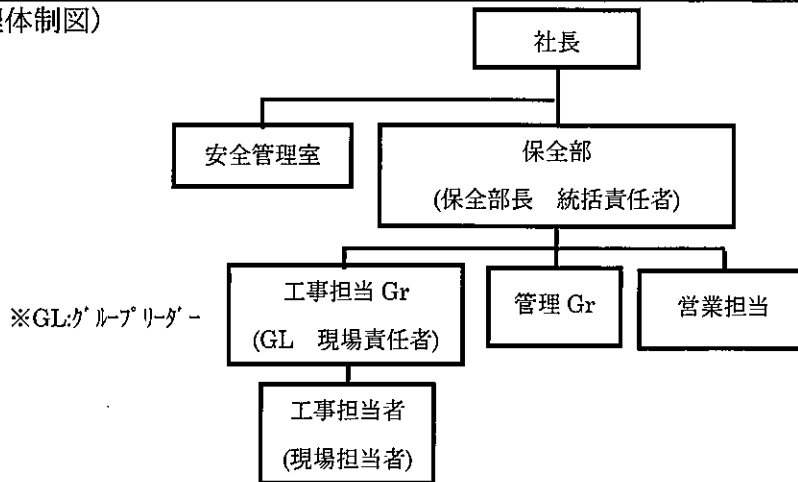 体制図）
社長
安全管理室
保全部
(保全部長　統括責任者)
工事担当 Gr
(GL　現場責任者)
管理 Gr
営業担当
※GL:ｸﾞﾙｰﾌﾟﾘｰﾀﾞｰ
工事担当者
(現場担当者)